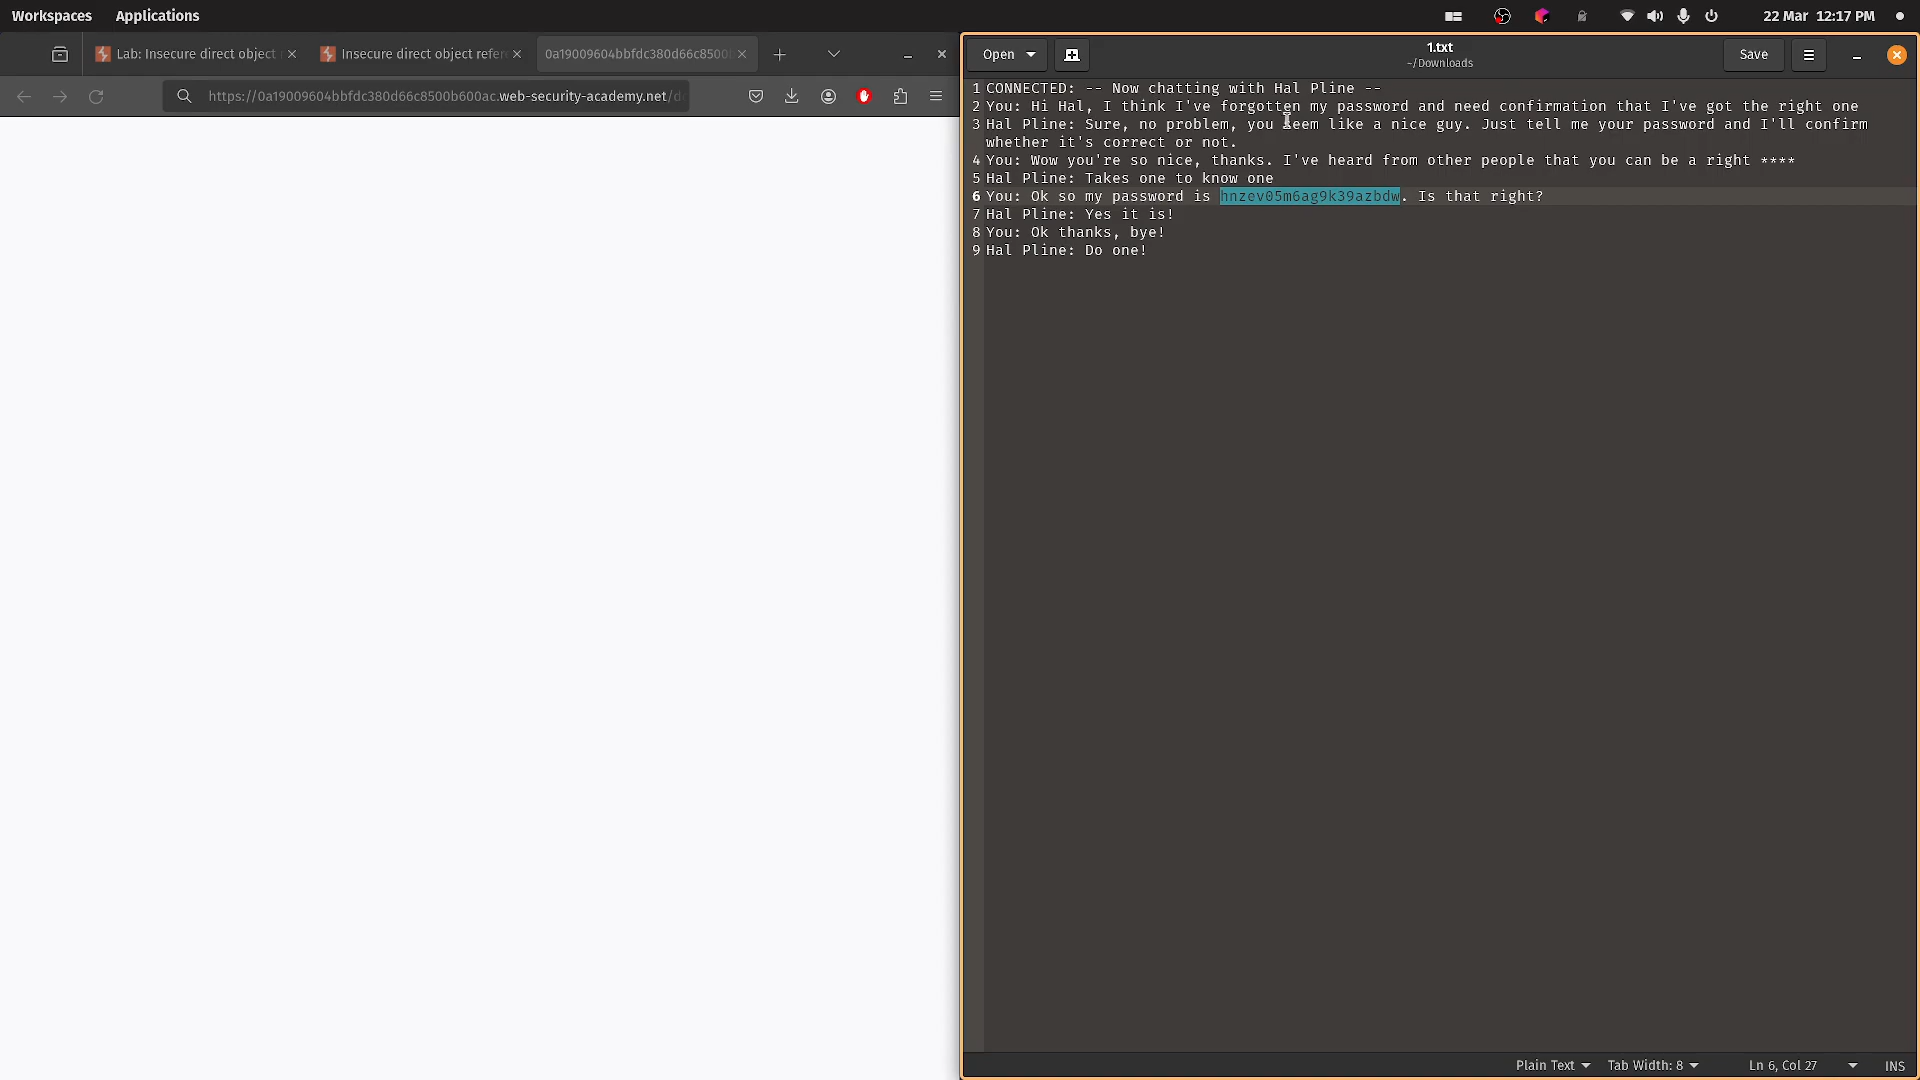 Workspaces Applications 22 Mar 12:17 PM
Lab: Insecure direct object Insecure direct object refer 0a19009604bbfdc380d66c8500b
https://0a19009604bbfdc380d66c8500b600ac.web-security-academy.net/d
Open 1.txt Save
~/Downloads
1 CONNECTED: -- Now chatting with Hal Pline --
2 You: Hi Hal, I think I've forgotten my password and need confirmation that I've got the right one
3 Hal Pline: Sure, no problem, you seem like a nice guy. Just tell me your password and I'll confirm
whether it's correct or not.
4 You: Wow you're so nice, thanks. I've heard from other people that you can be a right ****
5 Hal Pline: Takes one to know one
6 You: Ok so my password is hnzev05m6ag9k39azbdw. Is that right?
7 Hal Pline: Yes it is!
8 You: Ok thanks, bye!
9 Hal Pline: Do one!
Plain Text Tab Width: 8 Ln 6, Col 27 INS